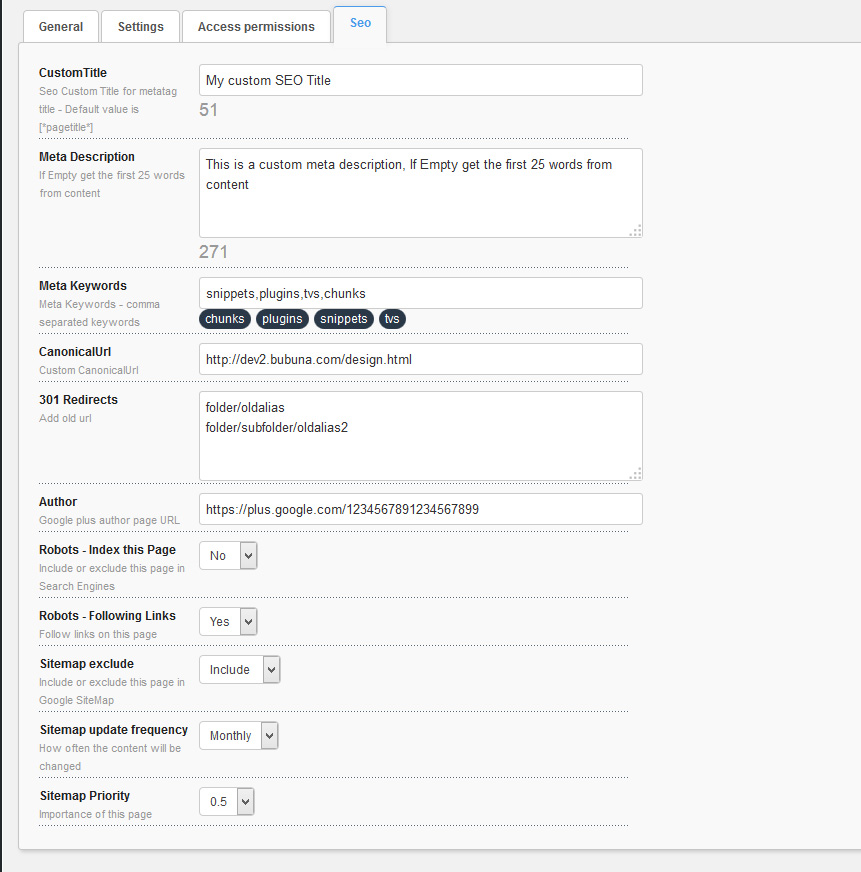 General
Settings
Access permissions
Seo
CustomTitle
Seo Custom Title for metatag
title - Default value is
[*pagetitle*]
My custom SEO Title
51
Meta Description
If Empty get the first 25 words
from content
This is a custom meta description, If Empty get the first 25 words from
content
271
Meta Keywords
Meta Keywords - comma
separated keywords
snippets,plugins,tvs,chunks
chunks
plugins
snippets
tvs
CanonicalUrl
Custom CanonicalUrl
http://dev2.bubuna.com/design.html
301 Redirects
Add old url
folder/oldalias
folder/subfolder/oldalias2
Author
Google plus author page URL
https://plus.google.com/1234567891234567899
Robots - Index this Page
Include or exclude this page in
Search Engines
No
Robots - Following Links
Follow links on this page
Yes
Sitemap exclude
Include or exclude this page in
Google SiteMap
Include
Sitemap update frequency
How often the content will be
changed
Monthly
Sitemap Priority
Importance of this page
0.5